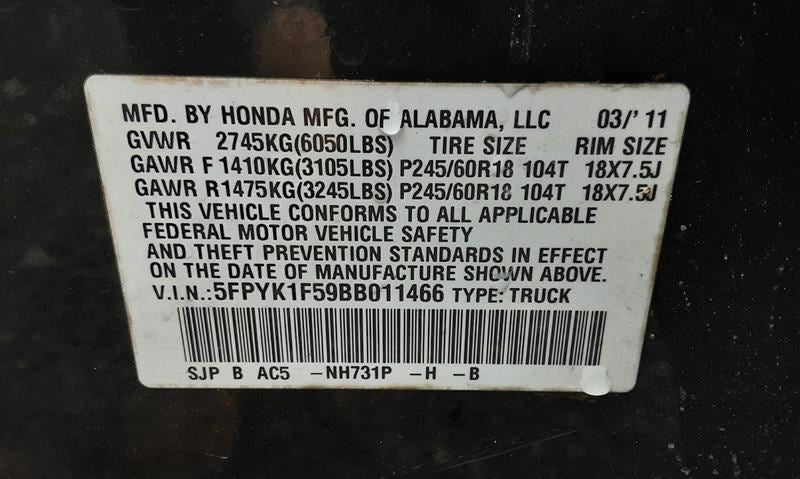 MFD. BY HONDA MFG. OF ALABAMA, LLC 03/'11
GVWR 2745KG(6050LBS) TIRE SIZE RIM SIZE
GAWR F 1410KG(3105LBS) P245/60R18 104T 18X7.5J
GAWR R1475KG(3245LBS) P245/60R18 104T 18X7.5J
THIS VEHICLE CONFORMS TO ALL APPLICABLE
FEDERAL MOTOR VEHICLE SAFETY
AND THEFT PREVENTION STANDARDS IN EFFECT
ON THE DATE OF MANUFACTURE SHOWN ABOVE.
V.I.N.:5FPYK1F59BB011466 TYPE: TRUCK
SJP B AC5 -NH731P -H -B